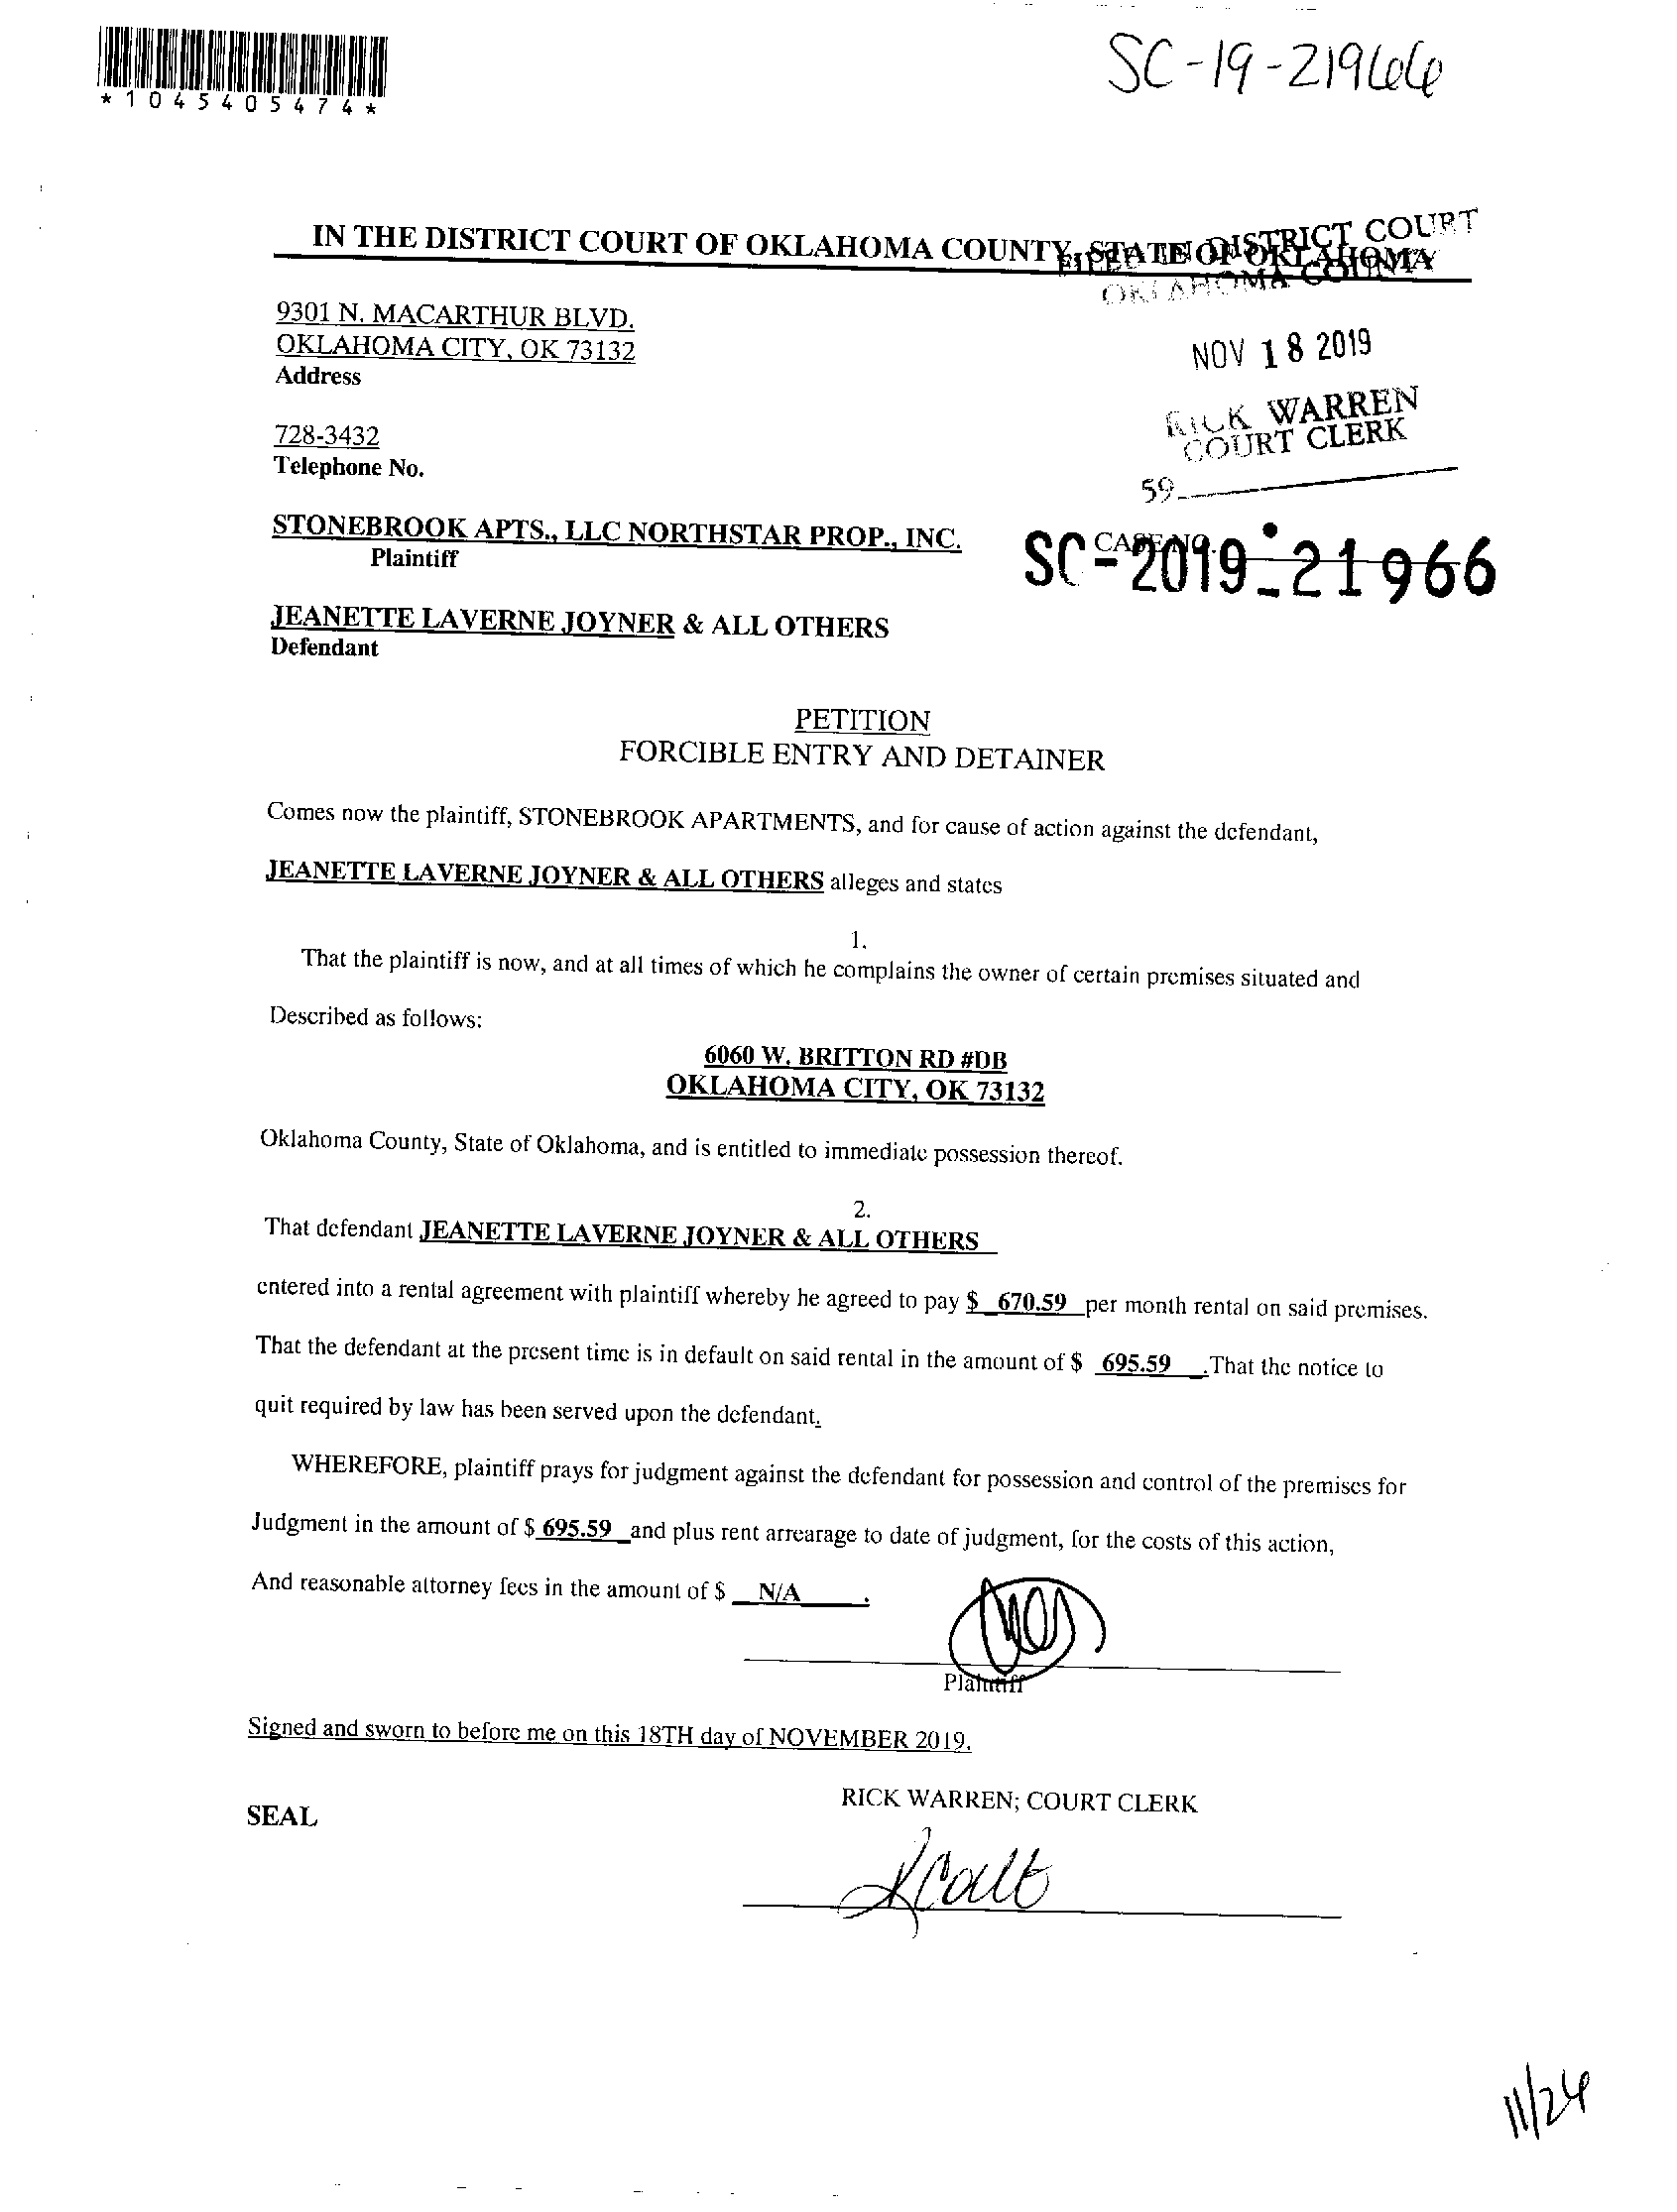 *1045405474*
SC-19-21966
IN THE DISTRICT COURT OF OKLAHOMA COUNTY, STATE OF OKLAHOMA
FILED IN DISTRICT COURT
OKLAHOMA COUNTY
9301 N. MACARTHUR BLVD.
OKLAHOMA CITY, OK 73132
Address
NOV 18 2019
RICK WARREN
COURT CLERK
728-3432
Telephone No.
59
STONEBROOK APTS., LLC NORTHSTAR PROP., INC.
Plaintiff
CASE NO.
SC-2019-21966
JEANETTE LAVERNE JOYNER & ALL OTHERS
Defendant
PETITION
FORCIBLE ENTRY AND DETAINER
Comes now the plaintiff, STONEBROOK APARTMENTS, and for cause of action against the defendant,
JEANETTE LAVERNE JOYNER & ALL OTHERS alleges and states
1.
That the plaintiff is now, and at all times of which he complains the owner of certain premises situated and
Described as follows:
6060 W. BRITTON RD #DB
OKLAHOMA CITY, OK 73132
Oklahoma County, State of Oklahoma, and is entitled to immediate possession thereof.
2.
That defendant JEANETTE LAVERNE JOYNER & ALL OTHERS
entered into a rental agreement with plaintiff whereby he agreed to pay $ 670.59 per month rental on said premises.
That the defendant at the present time is in default on said rental in the amount of $ 695.59 .That the notice to
quit required by law has been served upon the defendant.
WHEREFORE, plaintiff prays for judgment against the defendant for possession and control of the premises for
Judgment in the amount of $ 695.59 and plus rent arrearage to date of judgment, for the costs of this action,
And reasonable attorney fees in the amount of $ N/A .
Plaintiff
Signed and sworn to before me on this 18TH day of NOVEMBER 2019.
RICK WARREN; COURT CLERK
SEAL
11/26